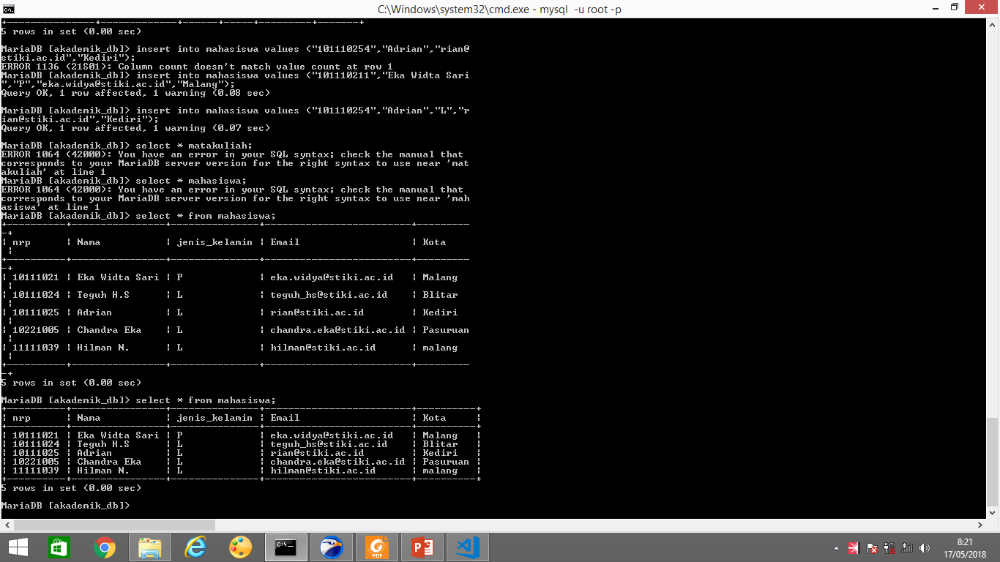 C:\Windows\system32\cmd.exe - mysql  -u root -p
+---------------+-------------+------+-----+---------+-------+
5 rows in set (0.00 sec)
MariaDB [akademik_db]> insert into mahasiswa values ("101110254","Adrian","rian@
stiki.ac.id","Kediri");
ERROR 1136 (21S01): Column count doesn't match value count at row 1
MariaDB [akademik_db]> insert into mahasiswa values ("101110211","Eka Widta Sari
","P","eka.widya@stiki.ac.id","Malang");
Query OK, 1 row affected, 1 warning (0.08 sec)
MariaDB [akademik_db]> insert into mahasiswa values ("101110254","Adrian","L","r
ian@stiki.ac.id","Kediri");
Query OK, 1 row affected, 1 warning (0.07 sec)
MariaDB [akademik_db]> select * matakuliah;
ERROR 1064 (42000): You have an error in your SQL syntax; check the manual that
corresponds to your MariaDB server version for the right syntax to use near 'mat
akuliah' at line 1
MariaDB [akademik_db]> select * mahasiswa;
ERROR 1064 (42000): You have an error in your SQL syntax; check the manual that
corresponds to your MariaDB server version for the right syntax to use near 'mah
asiswa' at line 1
MariaDB [akademik_db]> select * from mahasiswa;
+----------+----------------+---------------+-------------------------+---------
-+
| nrp      | Nama           | jenis_kelamin | Email                   | Kota
 |
+----------+----------------+---------------+-------------------------+---------
-+
| 10111021 | Eka Widta Sari | P             | eka.widya@stiki.ac.id   | Malang
 |
| 10111024 | Teguh H.S      | L             | teguh_hs@stiki.ac.id    | Blitar
 |
| 10111025 | Adrian         | L             | rian@stiki.ac.id        | Kediri
 |
| 10221005 | Chandra Eka    | L             | chandra.eka@stiki.ac.id | Pasuruan
 |
| 11111039 | Hilman N.      | L             | hilman@stiki.ac.id      | malang
 |
+----------+----------------+---------------+-------------------------+---------
-+
5 rows in set (0.00 sec)
MariaDB [akademik_db]> select * from mahasiswa;
+----------+----------------+---------------+-------------------------+----------+
| nrp      | Nama           | jenis_kelamin | Email                   | Kota     |
+----------+----------------+---------------+-------------------------+----------+
| 10111021 | Eka Widta Sari | P             | eka.widya@stiki.ac.id   | Malang   |
| 10111024 | Teguh H.S      | L             | teguh_hs@stiki.ac.id    | Blitar   |
| 10111025 | Adrian         | L             | rian@stiki.ac.id        | Kediri   |
| 10221005 | Chandra Eka    | L             | chandra.eka@stiki.ac.id | Pasuruan |
| 11111039 | Hilman N.      | L             | hilman@stiki.ac.id      | malang   |
+----------+----------------+---------------+-------------------------+----------+
5 rows in set (0.00 sec)
MariaDB [akademik_db]>
8:21
17/05/2018